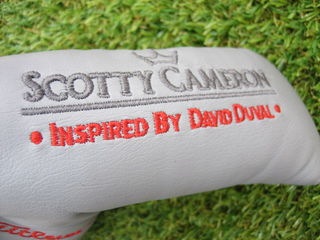 SCOTTY CAMERON
• INSPIRED BY DAVID DUVAL •